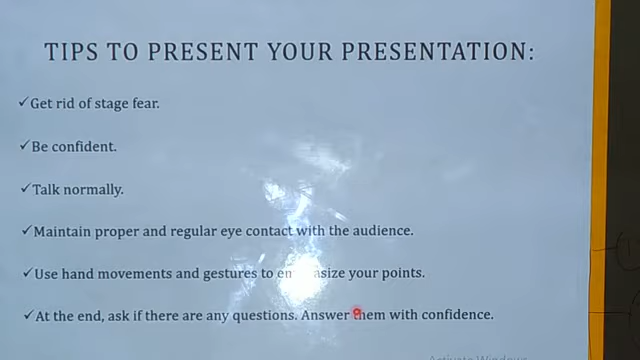 TIPS TO PRESENT YOUR PRESENTATION:
✓Get rid of stage fear.
✓Be confident.
✓Talk normally.
✓Maintain proper and regular eye contact with the audience.
✓Use hand movements and gestures to your points.
✓At the end, ask if there are any questions. Answer them with confidence.
Activate Windows